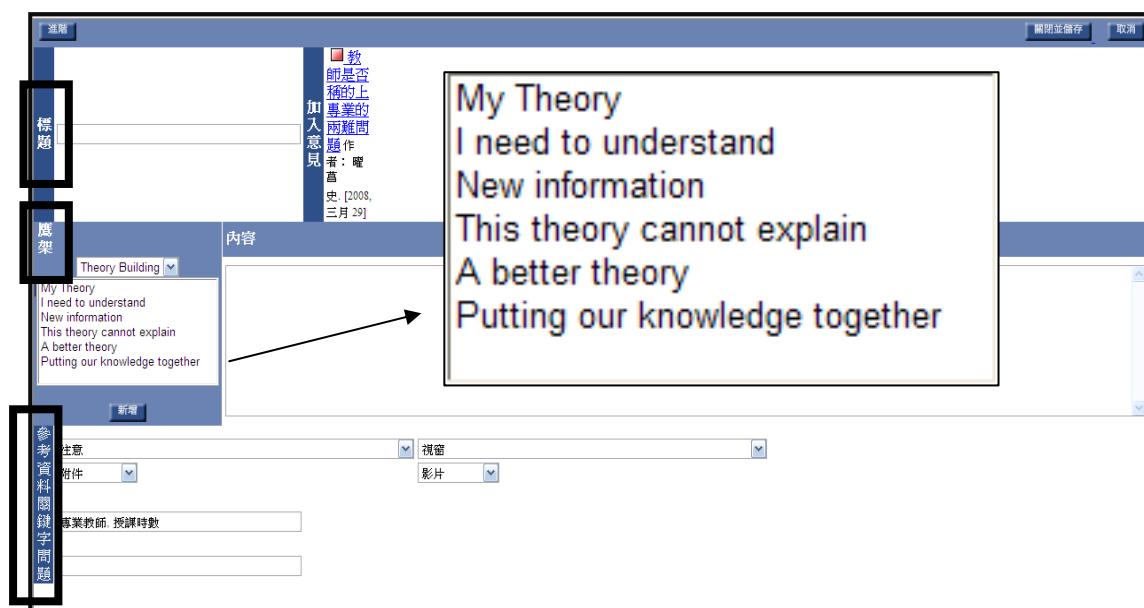 進階
關閉並儲存
取消
標題
加入意見
教
師是否
稱的上
專業的
兩難問
題作
者：曜
菖
史. [2008,
三月 29]
鷹架
內容
Theory Building
My Theory
I need to understand
New information
This theory cannot explain
A better theory
Putting our knowledge together
My Theory
I need to understand
New information
This theory cannot explain
A better theory
Putting our knowledge together
新增
參考資料關鍵字問題
注意
視窗
附件
影片
專業教師, 授課時數